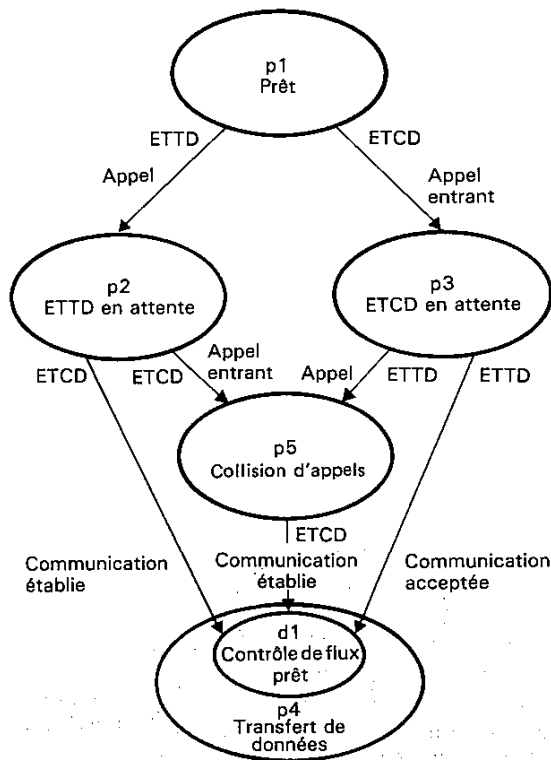 p1
Prêt
ETTD
ETCD
Appel
Appel
entrant
p2
ETTD en attente
p3
ETCD en attente
ETCD
ETCD
Appel
entrant
Appel
ETTD
ETTD
p5
Collision d'appels
ETCD
Communication
établie
Communication
établie
Communication
acceptée
d1
Contrôle de flux
prêt
p4
Transfert de
données